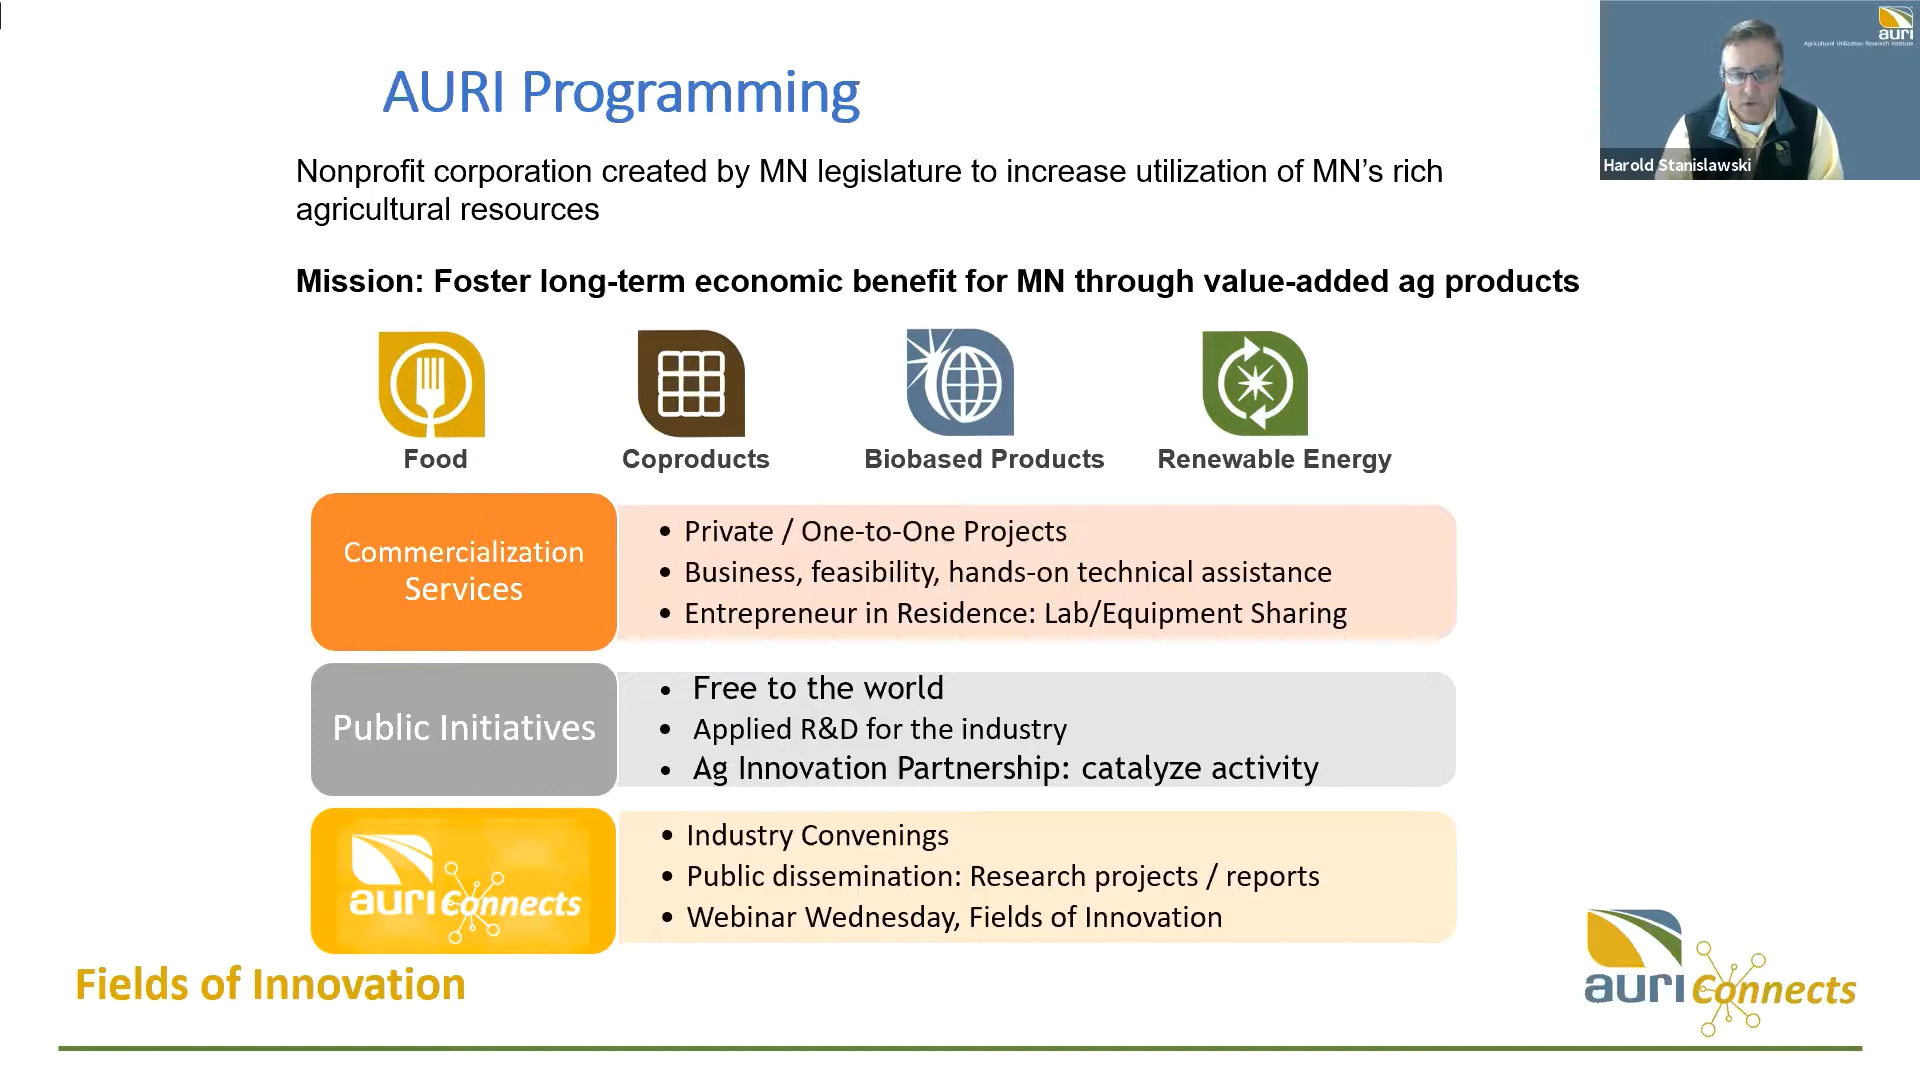 AURI Programming
auri
Agricultural Utilization Research Institute
Harold Stanislawski
Nonprofit corporation created by MN legislature to increase utilization of MN’s rich
agricultural resources
Mission: Foster long-term economic benefit for MN through value-added ag products
Food
Coproducts
Biobased Products
Renewable Energy
Commercialization
Services
• Private / One-to-One Projects
• Business, feasibility, hands-on technical assistance
• Entrepreneur in Residence: Lab/Equipment Sharing
Public Initiatives
• Free to the world
• Applied R&D for the industry
• Ag Innovation Partnership: catalyze activity
auri Connects
• Industry Convenings
• Public dissemination: Research projects / reports
• Webinar Wednesday, Fields of Innovation
Fields of Innovation
auri Connects